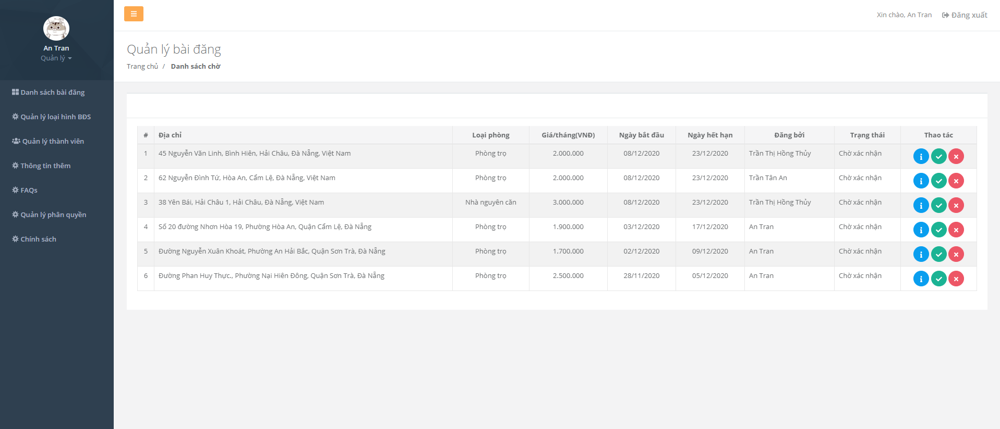 An Tran
Quản lý
Danh sách bài đăng
Quản lý loại hình BĐS
Quản lý thành viên
Thông tin thêm
FAQs
Quản lý phân quyền
Chính sách
Xin chào, An Tran Đăng xuất
Quản lý bài đăng
Trang chủ / Danh sách chờ
# Địa chỉ Loại phòng Giá/tháng(VNĐ) Ngày bắt đầu Ngày hết hạn Đăng bởi Trạng thái Thao tác
1 45 Nguyễn Văn Linh, Bình Hiên, Hải Châu, Đà Nẵng, Việt Nam Phòng trọ 2.000.000 08/12/2020 23/12/2020 Trần Thị Hồng Thủy Chờ xác nhận
2 62 Nguyễn Đình Tứ, Hòa An, Cẩm Lệ, Đà Nẵng, Việt Nam Phòng trọ 2.000.000 08/12/2020 23/12/2020 Trần Tân An Chờ xác nhận
3 38 Yên Bái, Hải Châu 1, Hải Châu, Đà Nẵng, Việt Nam Nhà nguyên căn 3.000.000 08/12/2020 23/12/2020 Trần Thị Hồng Thủy Chờ xác nhận
4 Số 20 đường Nhơn Hòa 19, Phường Hòa An, Quận Cẩm Lệ, Đà Nẵng Phòng trọ 1.900.000 03/12/2020 17/12/2020 An Tran Chờ xác nhận
5 Đường Nguyễn Xuân Khoát, Phường An Hải Bắc, Quận Sơn Trà, Đà Nẵng Phòng trọ 1.700.000 02/12/2020 09/12/2020 An Tran Chờ xác nhận
6 Đường Phan Huy Thực., Phường Nại Hiên Đông, Quận Sơn Trà, Đà Nẵng Phòng trọ 2.500.000 28/11/2020 05/12/2020 An Tran Chờ xác nhận